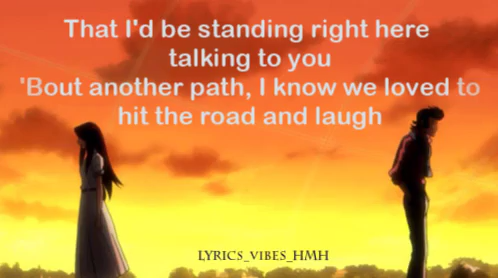 That I'd be standing right here
talking to you
'Bout another path, I know we loved to
hit the road and laugh
LYRICS_VIBES_HMH